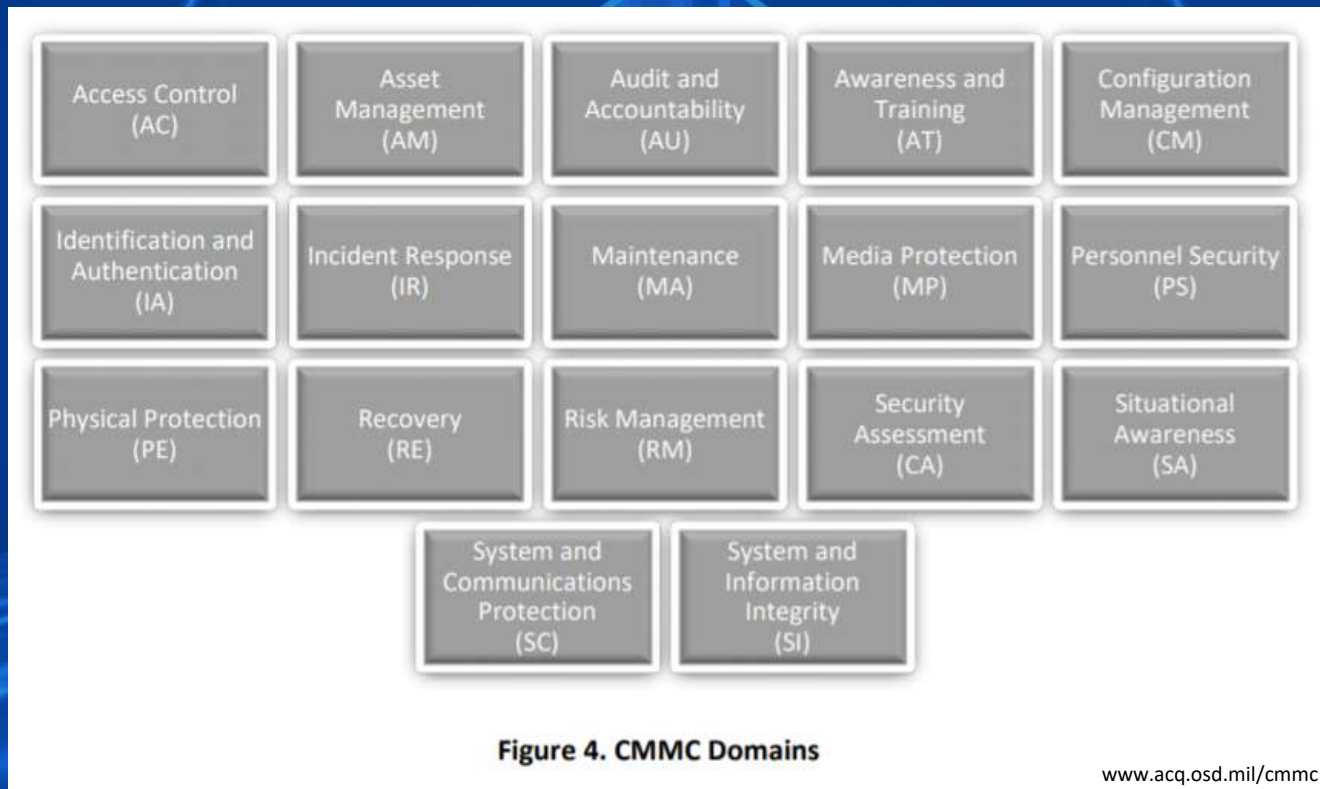 Access Control
(AC)
Asset
Management
(AM)
Audit and
Accountability
(AU)
Awareness and
Training
(AT)
Configuration
Management
(CM)
Identification and
Authentication
(IA)
Incident Response
(IR)
Maintenance
(MA)
Media Protection
(MP)
Personnel Security
(PS)
Physical Protection
(PE)
Recovery
(RE)
Risk Management
(RM)
Security
Assessment
(CA)
Situational
Awareness
(SA)
System and
Communications
Protection
(SC)
System and
Information
Integrity
(SI)
Figure 4. CMMC Domains
www.acq.osd.mil/cmmc